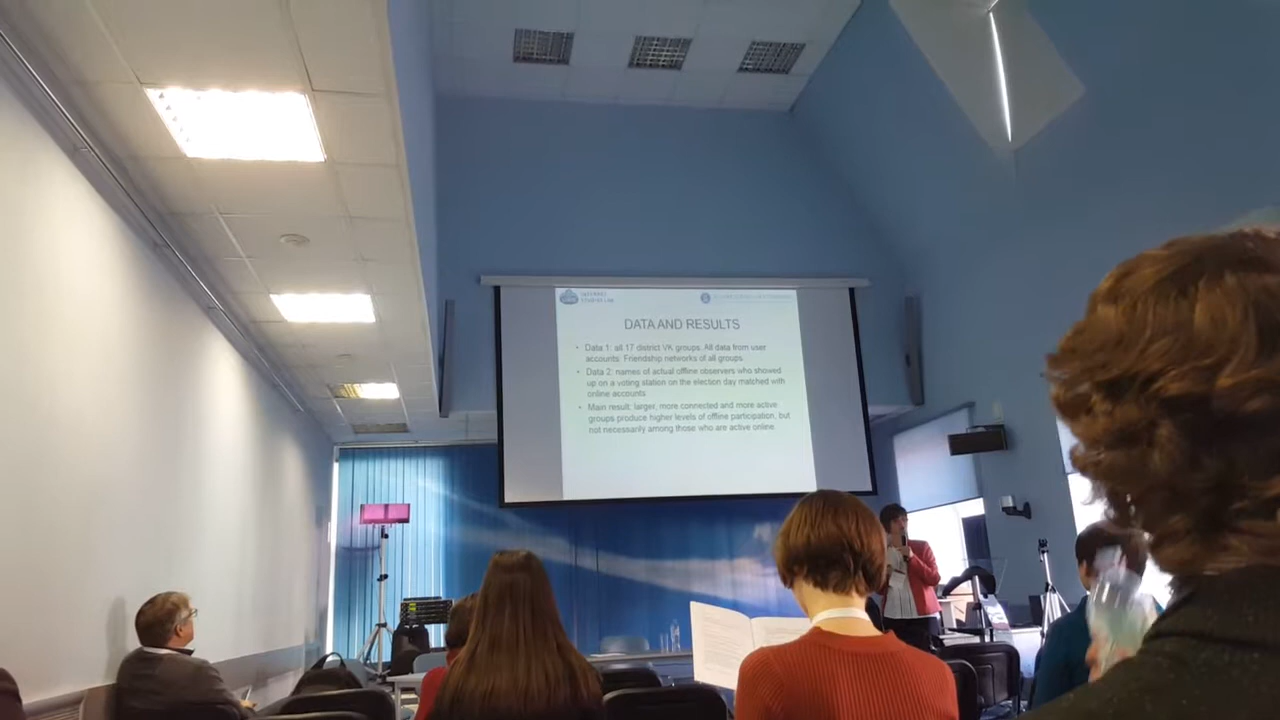 INTERNET
STUDIES LAB
DATA AND RESULTS
• Data 1: all 17 district VK groups. All data from user
accounts. Friendship networks of all groups
• Data 2: names of actual offline observers who showed
up on a voting station on the election day matched with
online accounts
• Main result: larger, more connected and more active
groups produce higher levels of offline participation, but
not necessarily among those who are active online